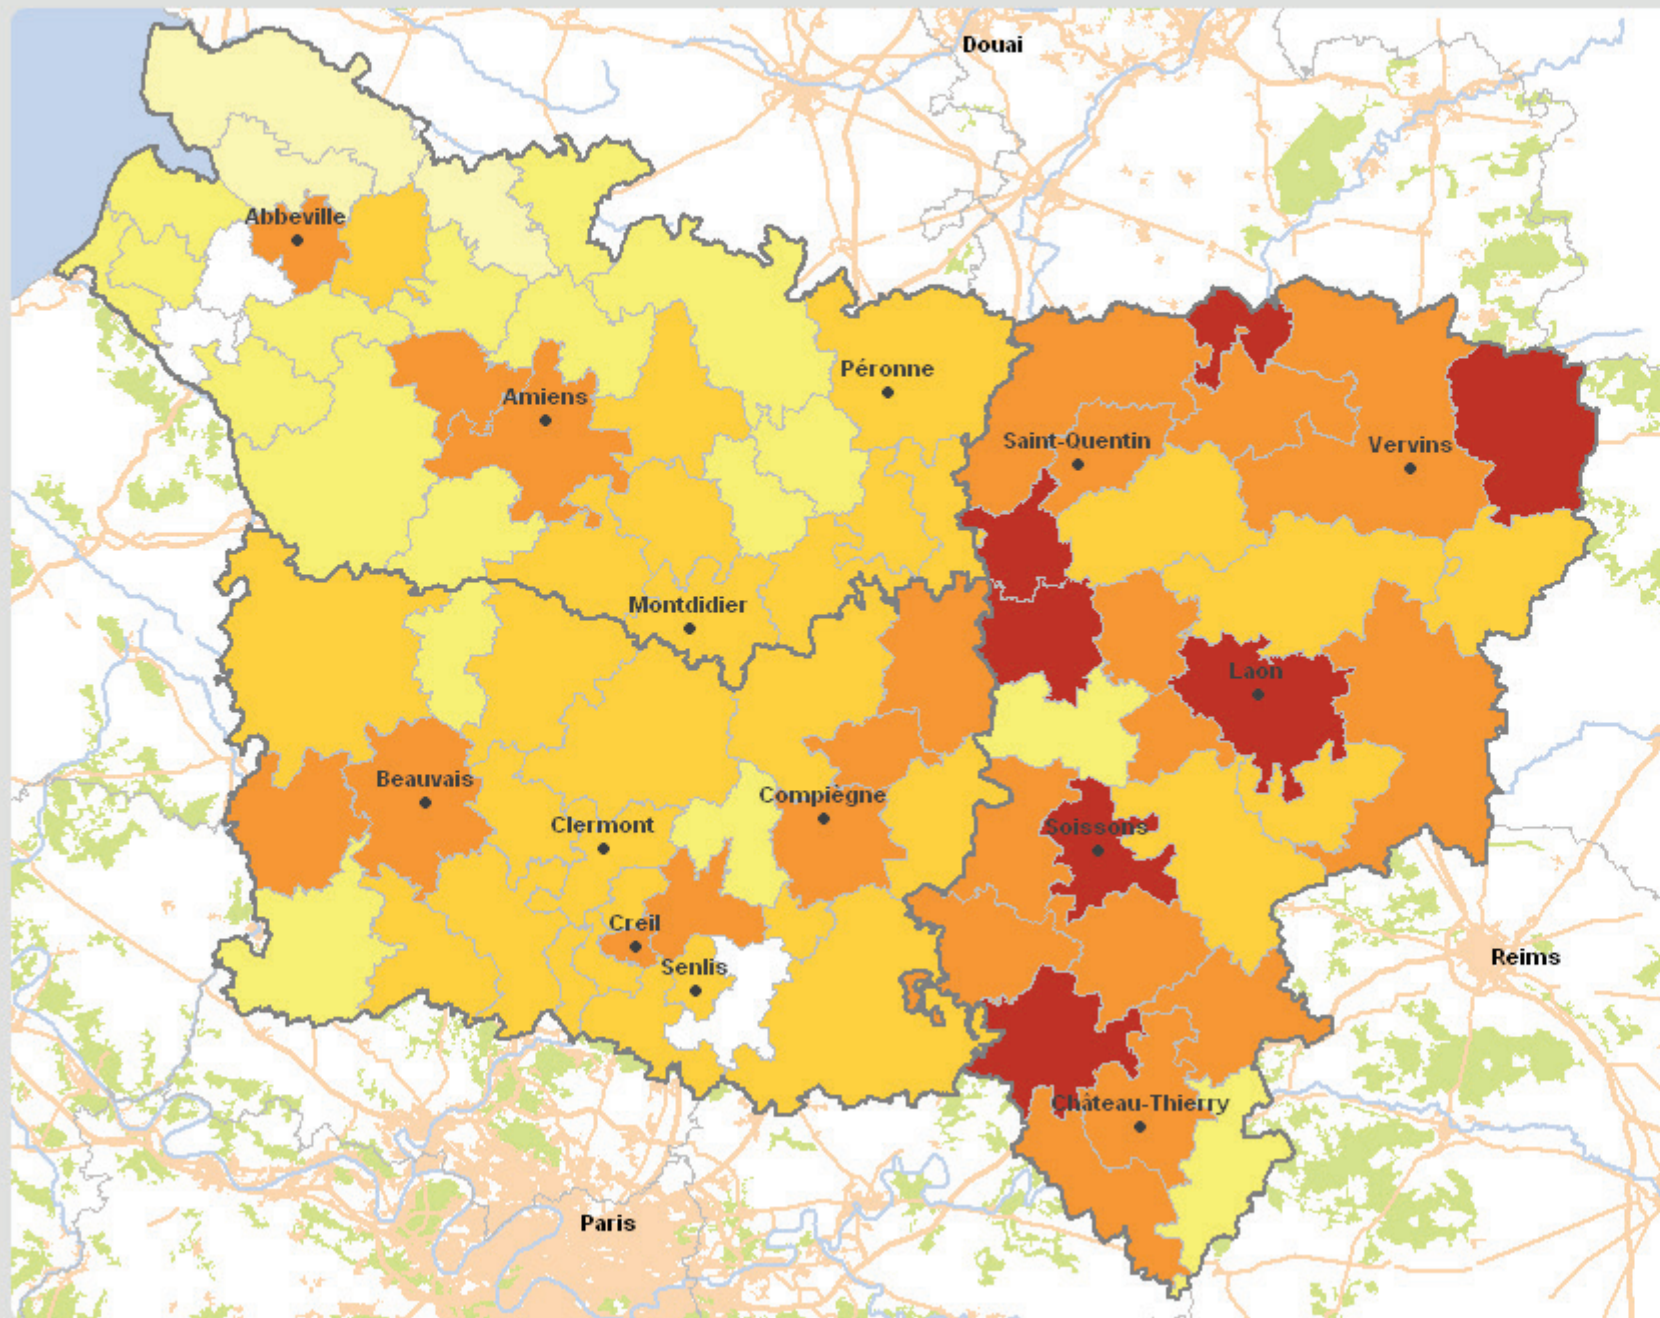 Douai
Abbeville
Péronne
Amiens
Saint-Quentin
Vervins
Montdidier
Laon
Beauvais
Compiègne
Clermont
Soissons
Creil
Senlis
Reims
Château-Thierry
Paris